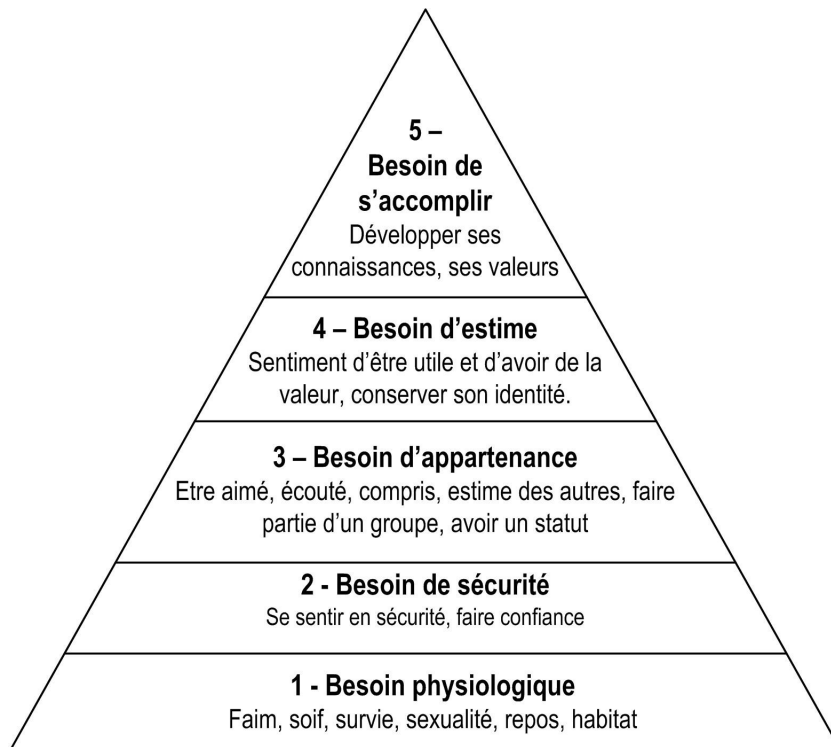 5 –
Besoin de
s’accomplir
Développer ses
connaissances, ses valeurs
4 – Besoin d’estime
Sentiment d’être utile et d’avoir de la
valeur, conserver son identité.
3 – Besoin d’appartenance
Etre aimé, écouté, compris, estime des autres, faire
partie d’un groupe, avoir un statut
2 - Besoin de sécurité
Se sentir en sécurité, faire confiance
1 - Besoin physiologique
Faim, soif, survie, sexualité, repos, habitat